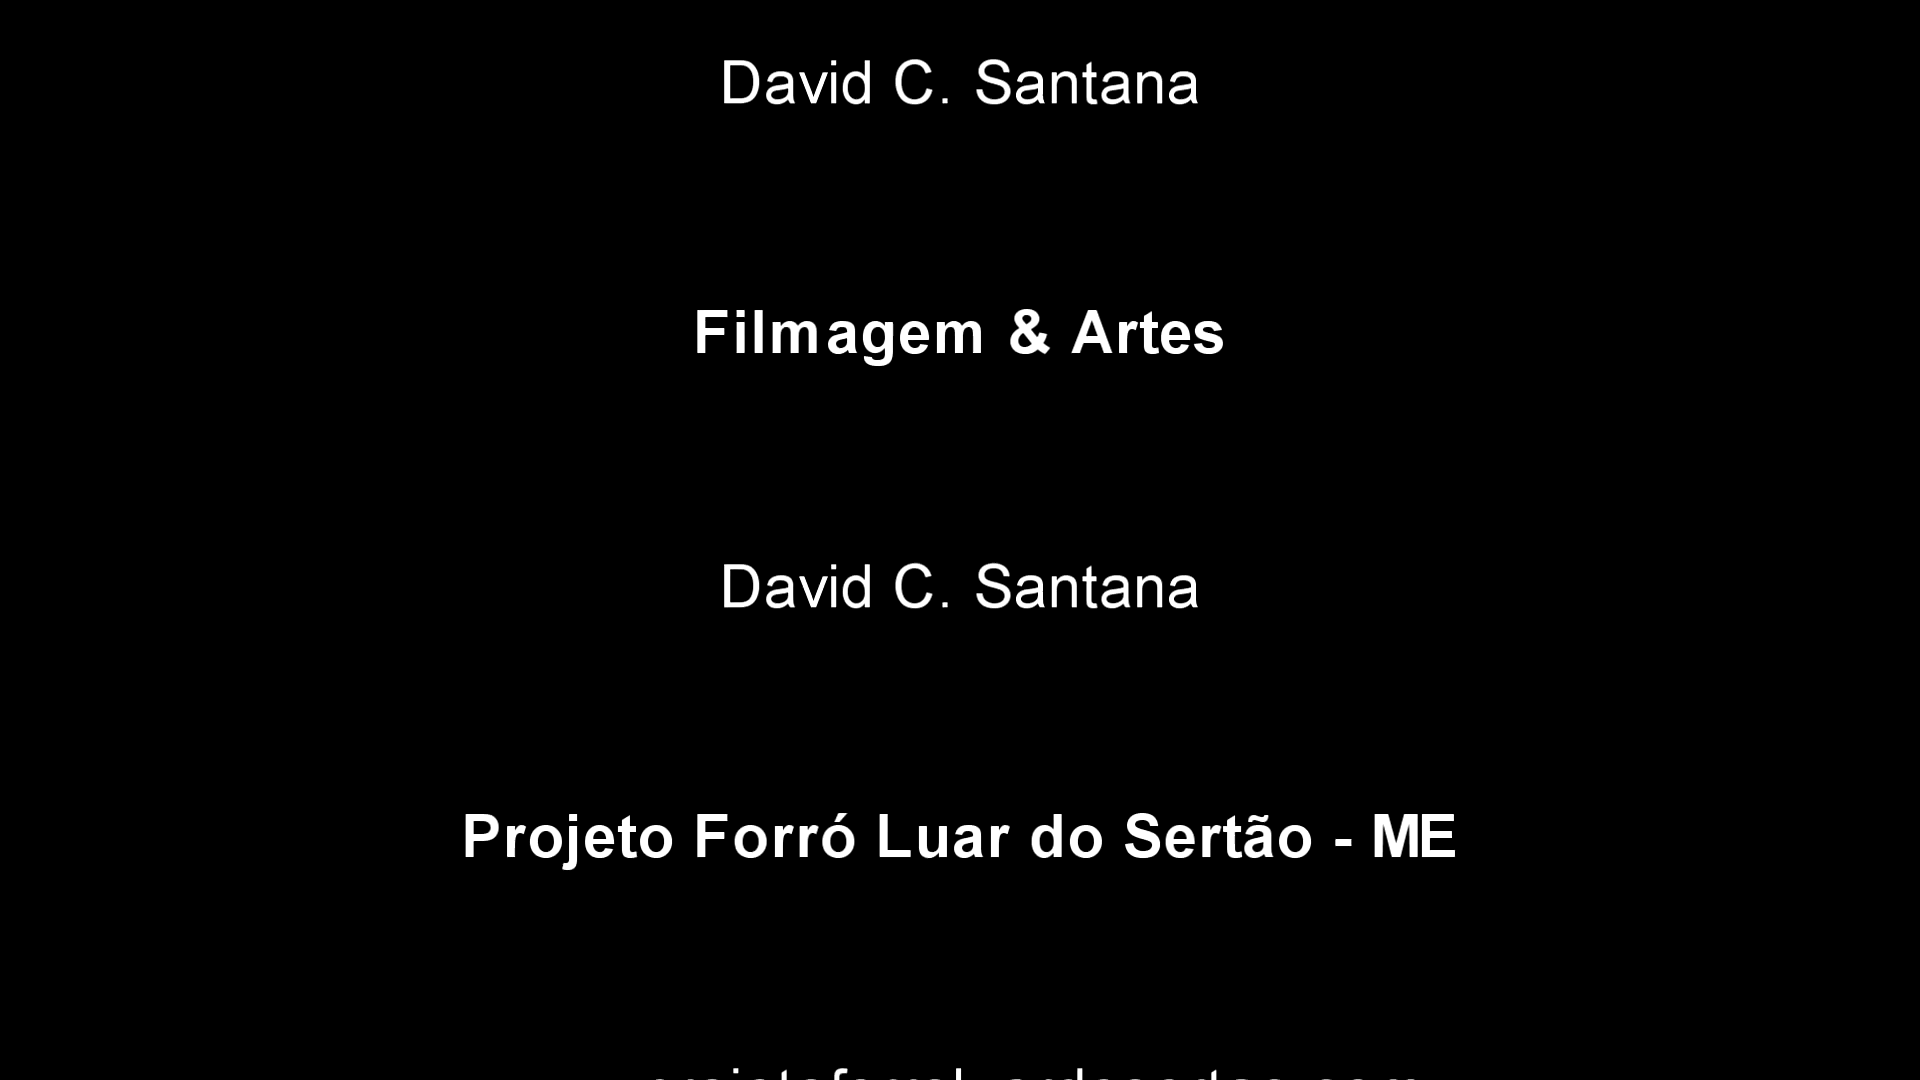 David C. Santana
Filmagem & Artes
David C. Santana
Projeto Forró Luar do Sertão - ME